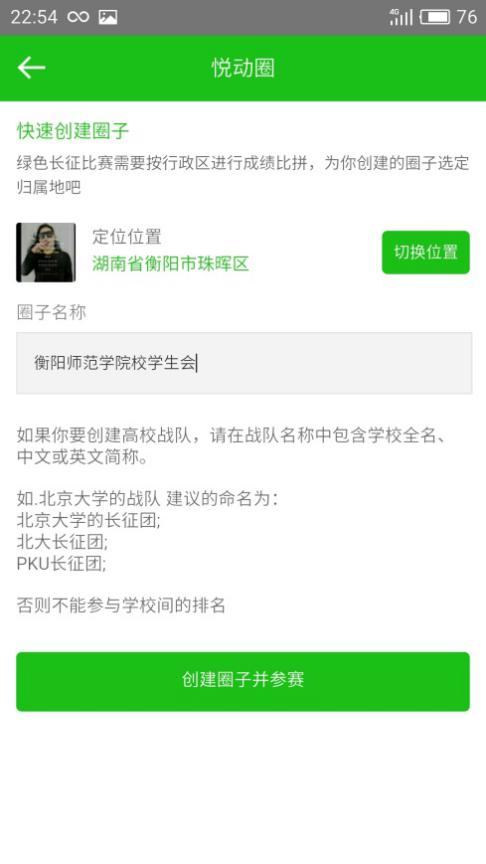 22:54 4G 76
悦动圈
快速创建圈子
绿色长征比赛需要按行政区进行成绩比拼，为你创建的圈子选定
归属地吧
定位位置
湖南省衡阳市珠晖区
切换位置
圈子名称
衡阳师范学院校学生会
如果你要创建高校战队，请在战队名称中包含学校全名、
中文或英文简称。
如.北京大学的战队 建议的命名为：
北京大学的长征团;
北大长征团;
PKU长征团;
否则不能参与学校间的排名
创建圈子并参赛